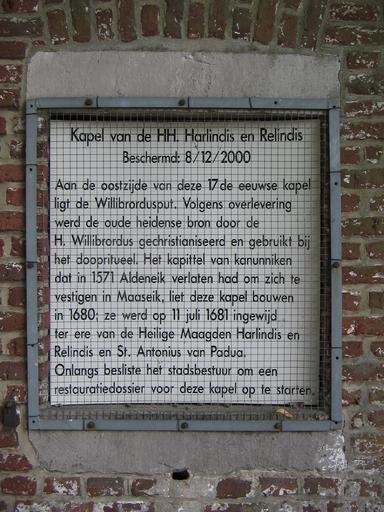 Kapel van de HH. Harlindis en Relindis
Beschermd: 8/12/2000
Aan de oostzijde van deze 17de eeuwse kapel
ligt de Willibrordusput. Volgens overlevering
werd de oude heidense bron door de
H. Willibrordus gechristianiseerd en gebruikt bij
het doopritueel. Het kapittel van kanunniken
dat in 1571 Aldeneik verlaten had om zich te
vestigen in Maaseik, liet deze kapel bouwen
in 1680; ze werd op 11 juli 1681 ingewijd
ter ere van de Heilige Maagden Harlindis en
Relindis en St. Antonius van Padua.
Onlangs besliste het stadsbestuur om een
restauratiedossier voor deze kapel op te starten.